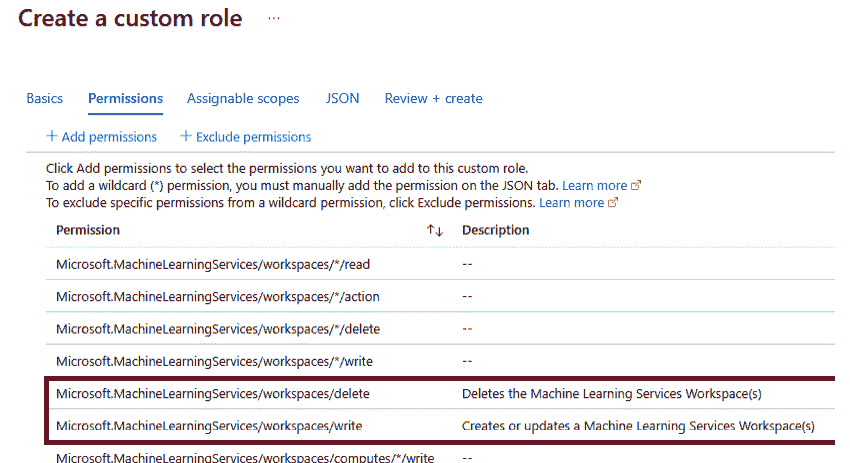 Create a custom role ...
Basics Permissions Assignable scopes JSON Review + create
+ Add permissions + Exclude permissions
Click Add permissions to select the permissions you want to add to this custom role.
To add a wildcard (*) permission, you must manually add the permission on the JSON tab. Learn more
To exclude specific permissions from a wildcard permission, click Exclude permissions. Learn more
Permission ↑↓ Description
Microsoft.MachineLearningServices/workspaces/*/read --
Microsoft.MachineLearningServices/workspaces/*/action --
Microsoft.MachineLearningServices/workspaces/*/delete --
Microsoft.MachineLearningServices/workspaces/*/write --
Microsoft.MachineLearningServices/workspaces/delete Deletes the Machine Learning Services Workspace(s)
Microsoft.MachineLearningServices/workspaces/write Creates or updates a Machine Learning Services Workspace(s)
Microsoft.MachineLearningServices/workspaces/computes/*/write --